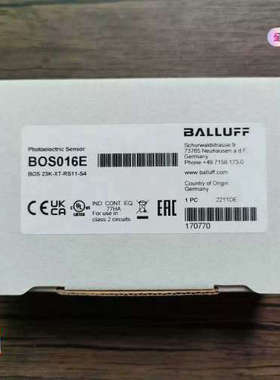 BALLUFF
Photoelectric Sensor
BOS016E
BOS 23K-XT-RS11-S4
Schurwaldstrasse 9
73765 Neuhausen a.d.F.
Germany
Phone +49 7158 173-0
www.balluff.com
Country of Origin
Germany
IND. CONT. EQ.
77HA
For use in
class 2 circuits
1 PC
2211DE
170770